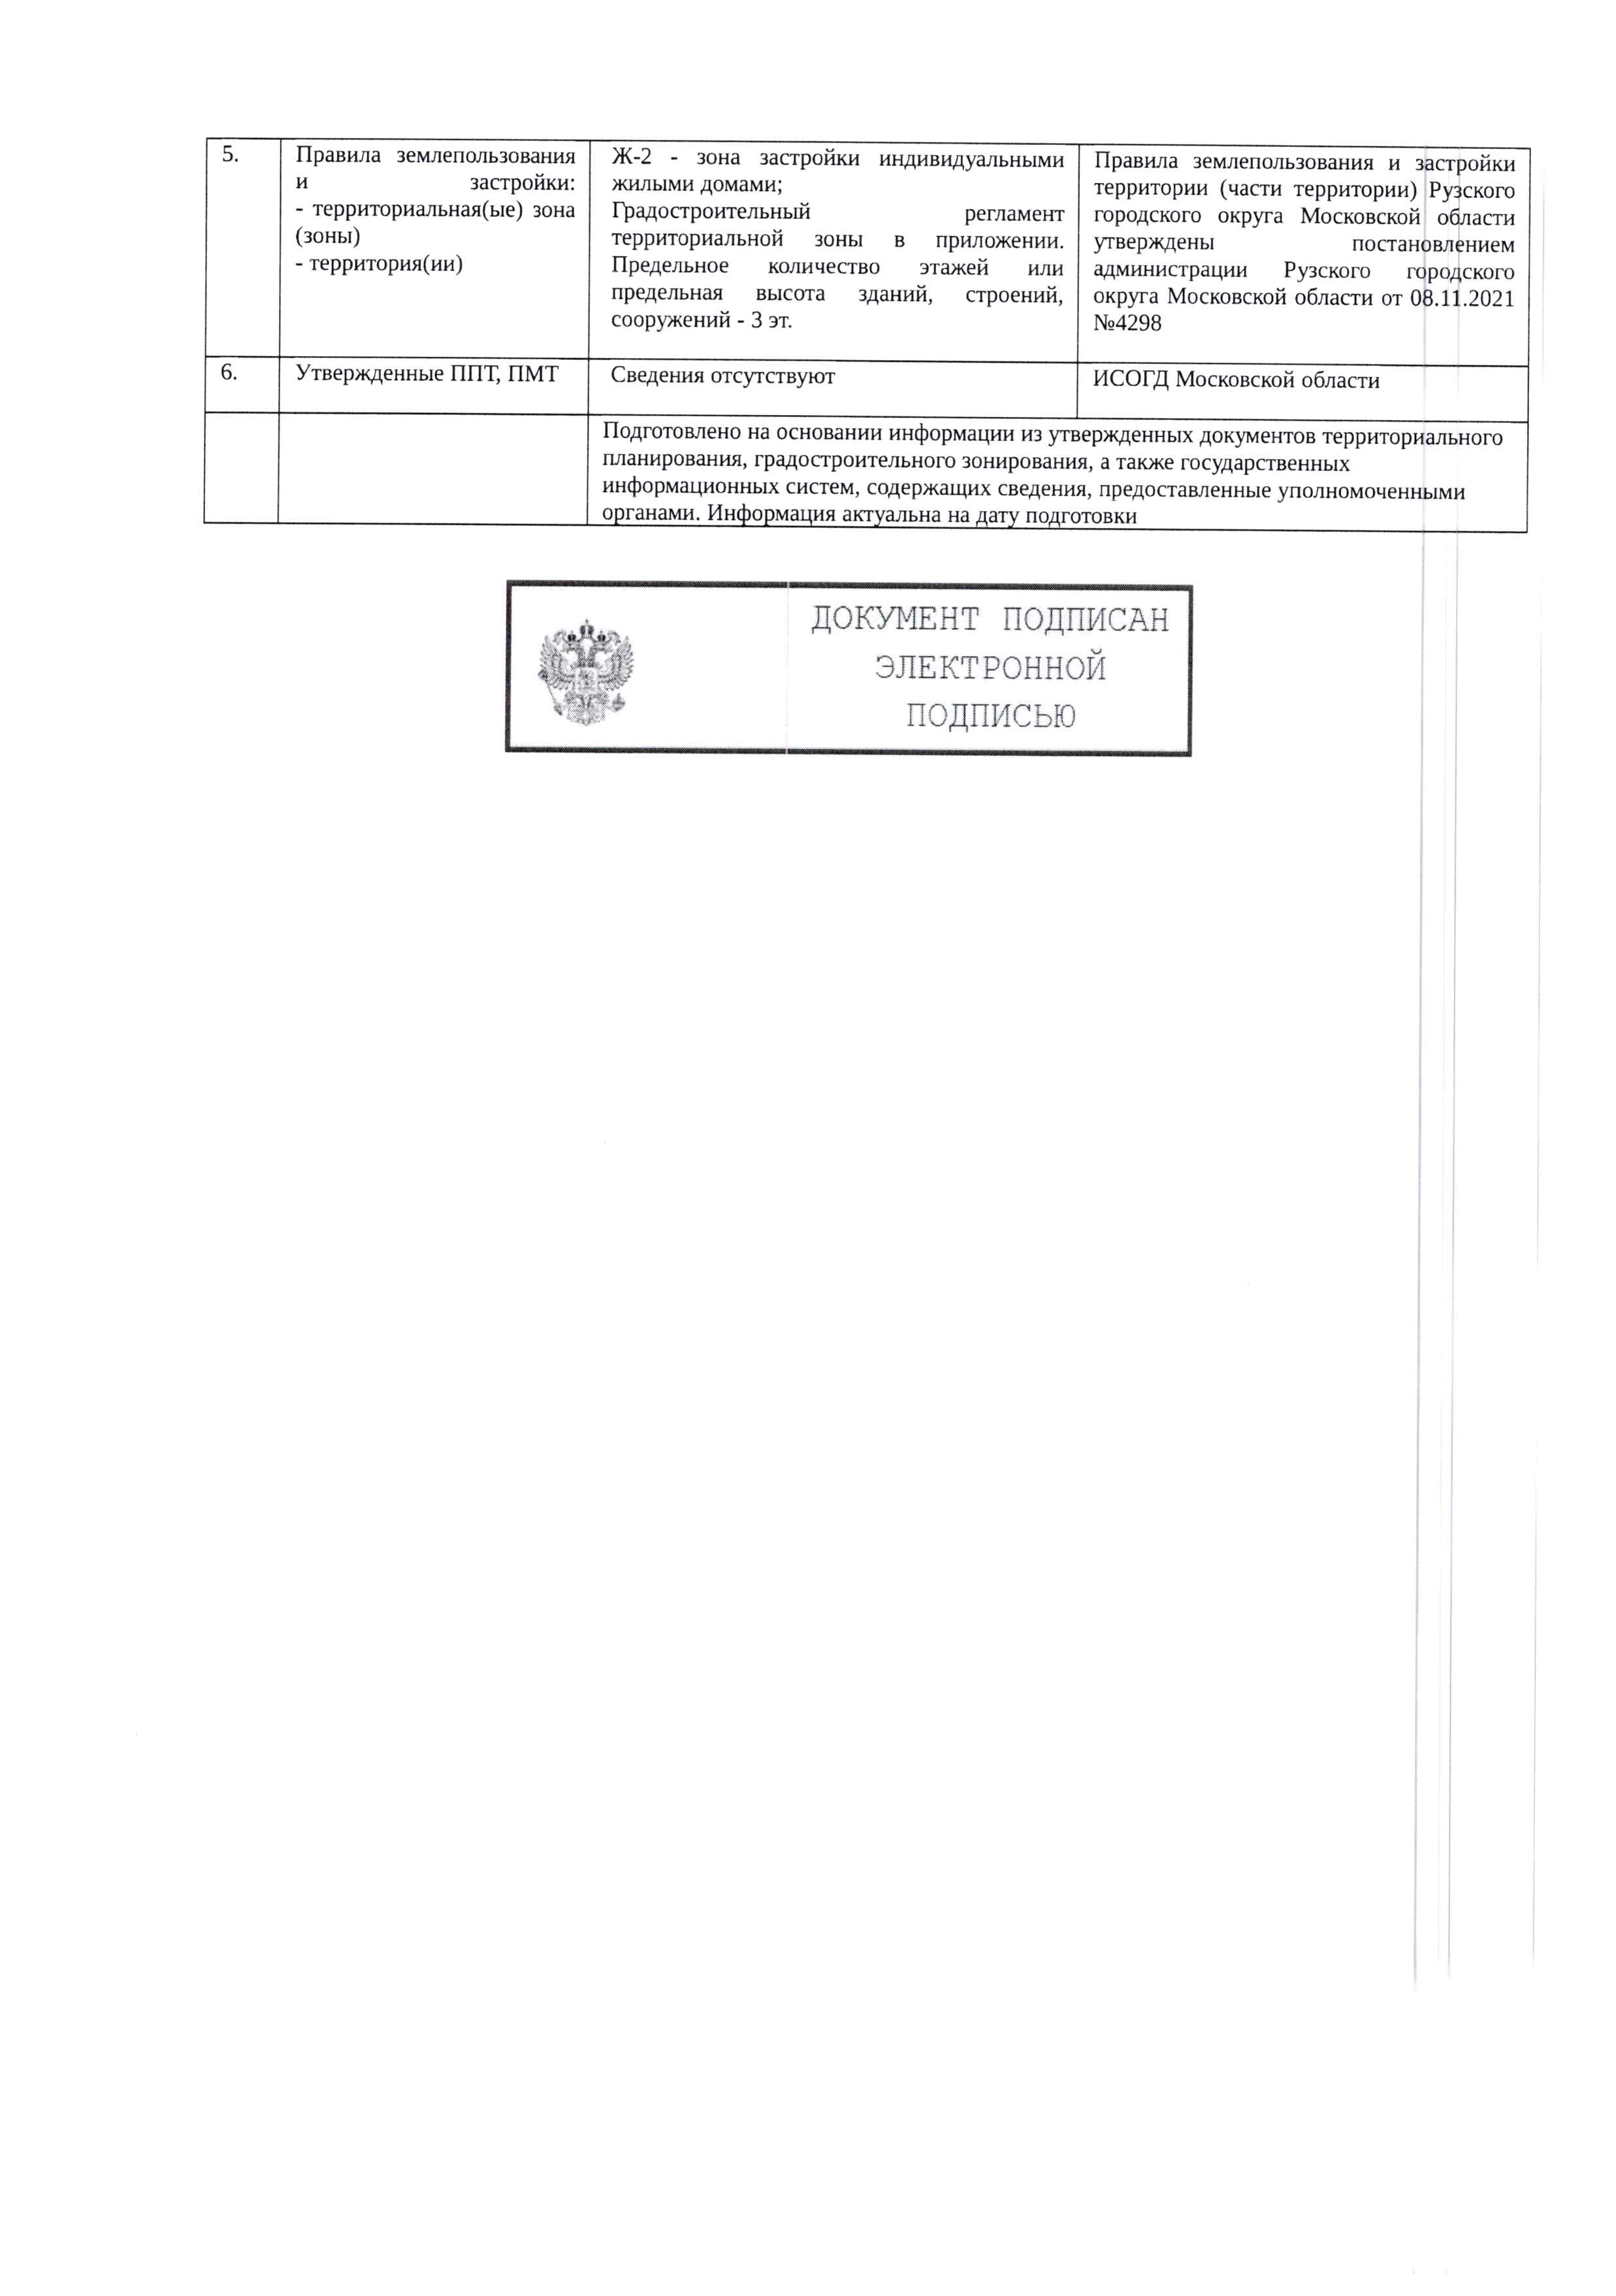 5.
Правила землепользования
и застройки:
- территориальная(ые) зона
(зоны)
- территория(ии)
Ж-2 - зона застройки индивидуальными
жилыми домами;
Градостроительный регламент
территориальной зоны в приложении.
Предельное количество этажей или
предельная высота зданий, строений,
сооружений - 3 эт.
Правила землепользования и застройки
территории (части территории) Рузского
городского округа Московской области
утверждены постановлением
администрации Рузского городского
округа Московской области от 08.11.2021
№4298
6.
Утвержденные ППТ, ПМТ
Сведения отсутствуют
ИСОГД Московской области
Подготовлено на основании информации из утвержденных документов территориального
планирования, градостроительного зонирования, а также государственных
информационных систем, содержащих сведения, предоставленные уполномоченными
органами. Информация актуальна на дату подготовки
ДОКУМЕНТ ПОДПИСАН
ЭЛЕКТРОННОЙ
ПОДПИСЬЮ